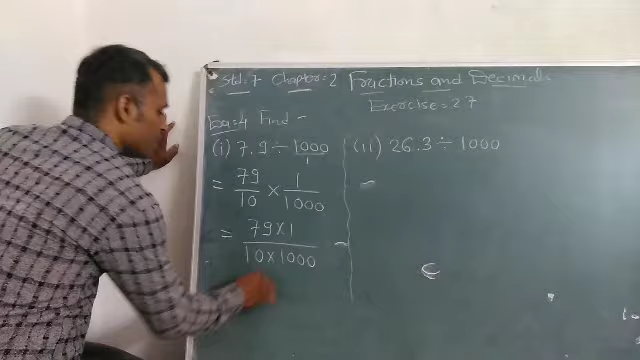 Std=7 Chapter=2 Fractions and Decimals
Exercise=2.7
Ex=4 Find -
(i) 7.9 ÷ 1000/1
= 79/10 × 1/1000
= 79×1/10×1000
(ii) 26.3 ÷ 1000